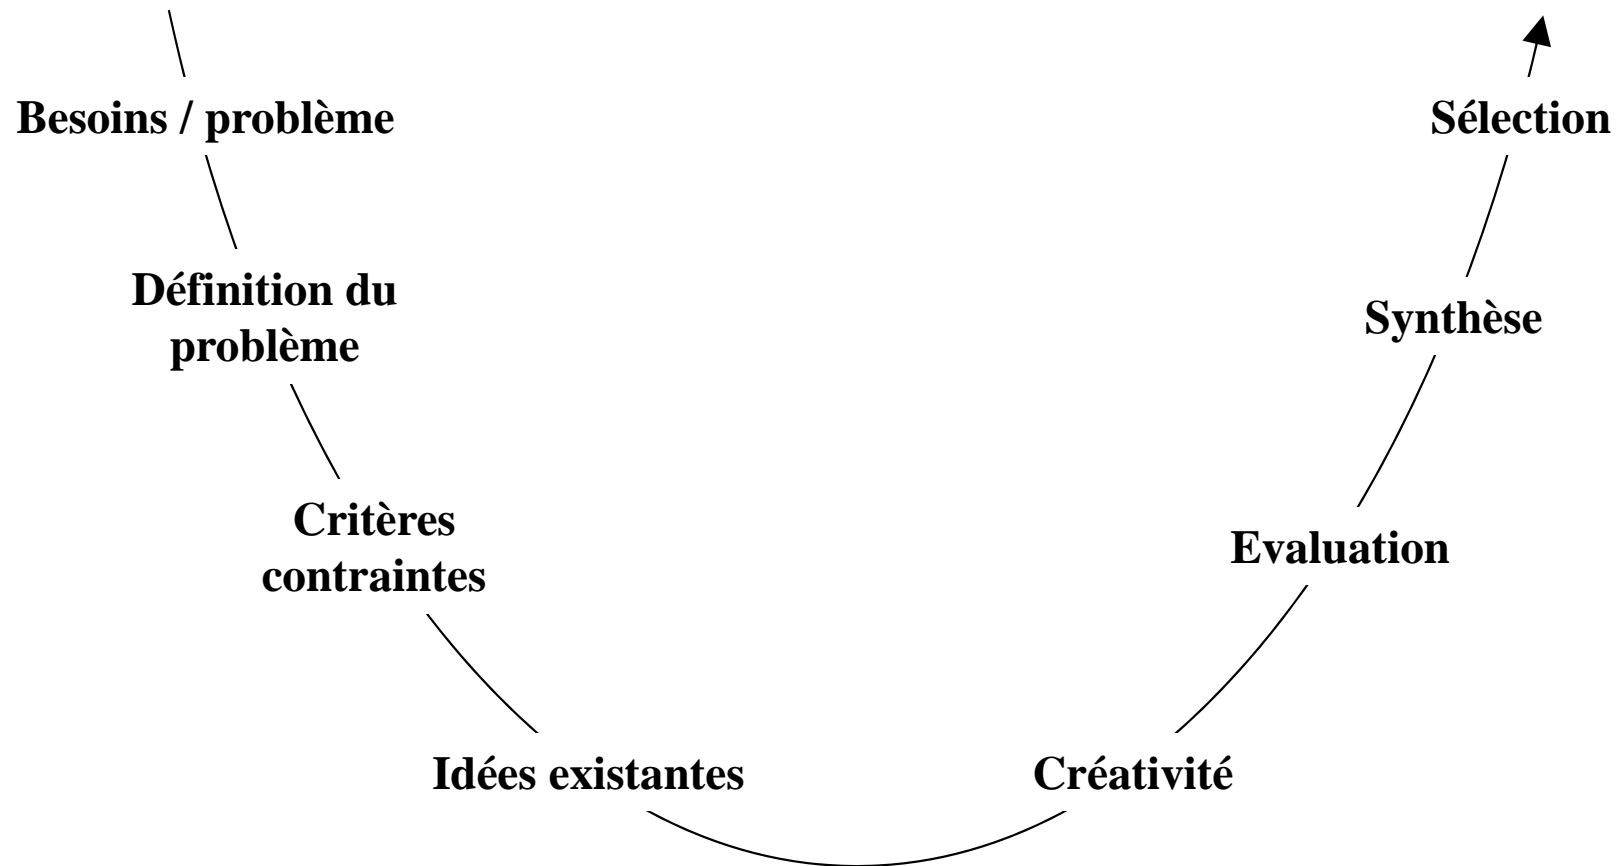 Besoins / problème
Définition du
problème
Critères
contraintes
Idées existantes
Créativité
Evaluation
Synthèse
Sélection